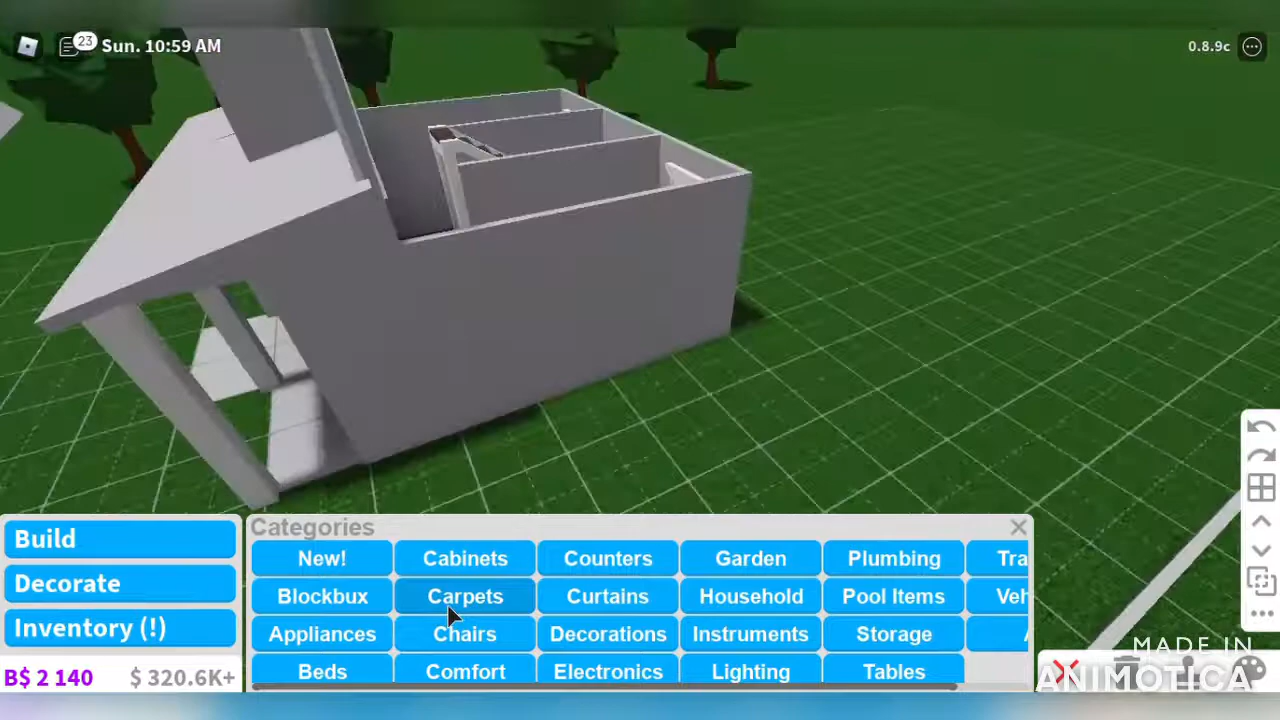 23
Sun. 10:59 AM
0.8.9c
Build
Decorate
Inventory (!)
B$ 2 140
$ 320.6K+
Categories
New!
Cabinets
Counters
Garden
Plumbing
Tra
Blockbux
Carpets
Curtains
Household
Pool Items
Veh
Appliances
Chairs
Decorations
Instruments
Storage
Beds
Comfort
Electronics
Lighting
Tables
MADE IN
ANIMOTICA